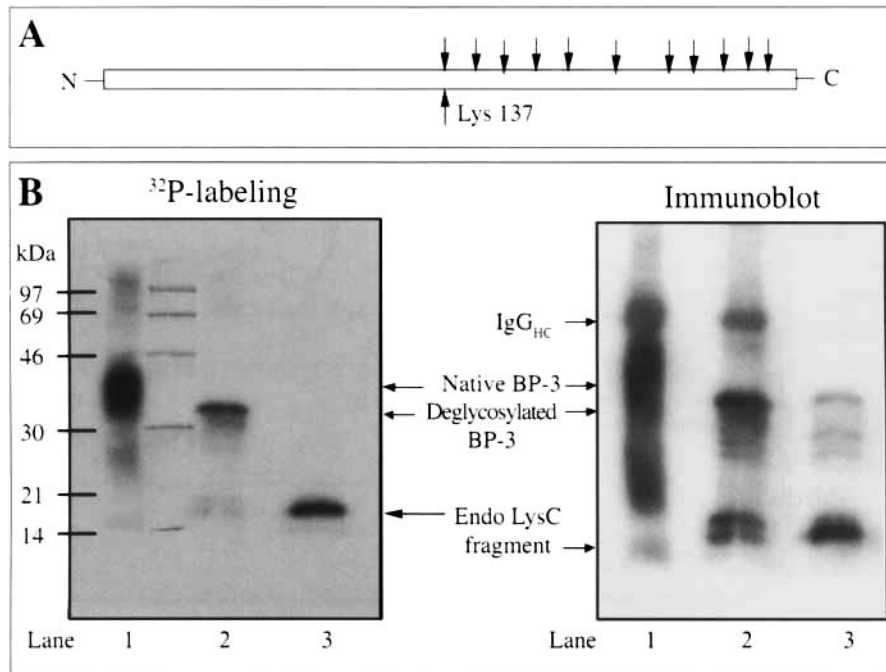 A
N
C
Lys 137
B
32P-labeling
Immunoblot
kDa
97
69
46
30
21
14
IgGHC
Native BP-3
Deglycosylated
BP-3
Endo LysC
fragment
Lane 1 2 3
Lane 1 2 3